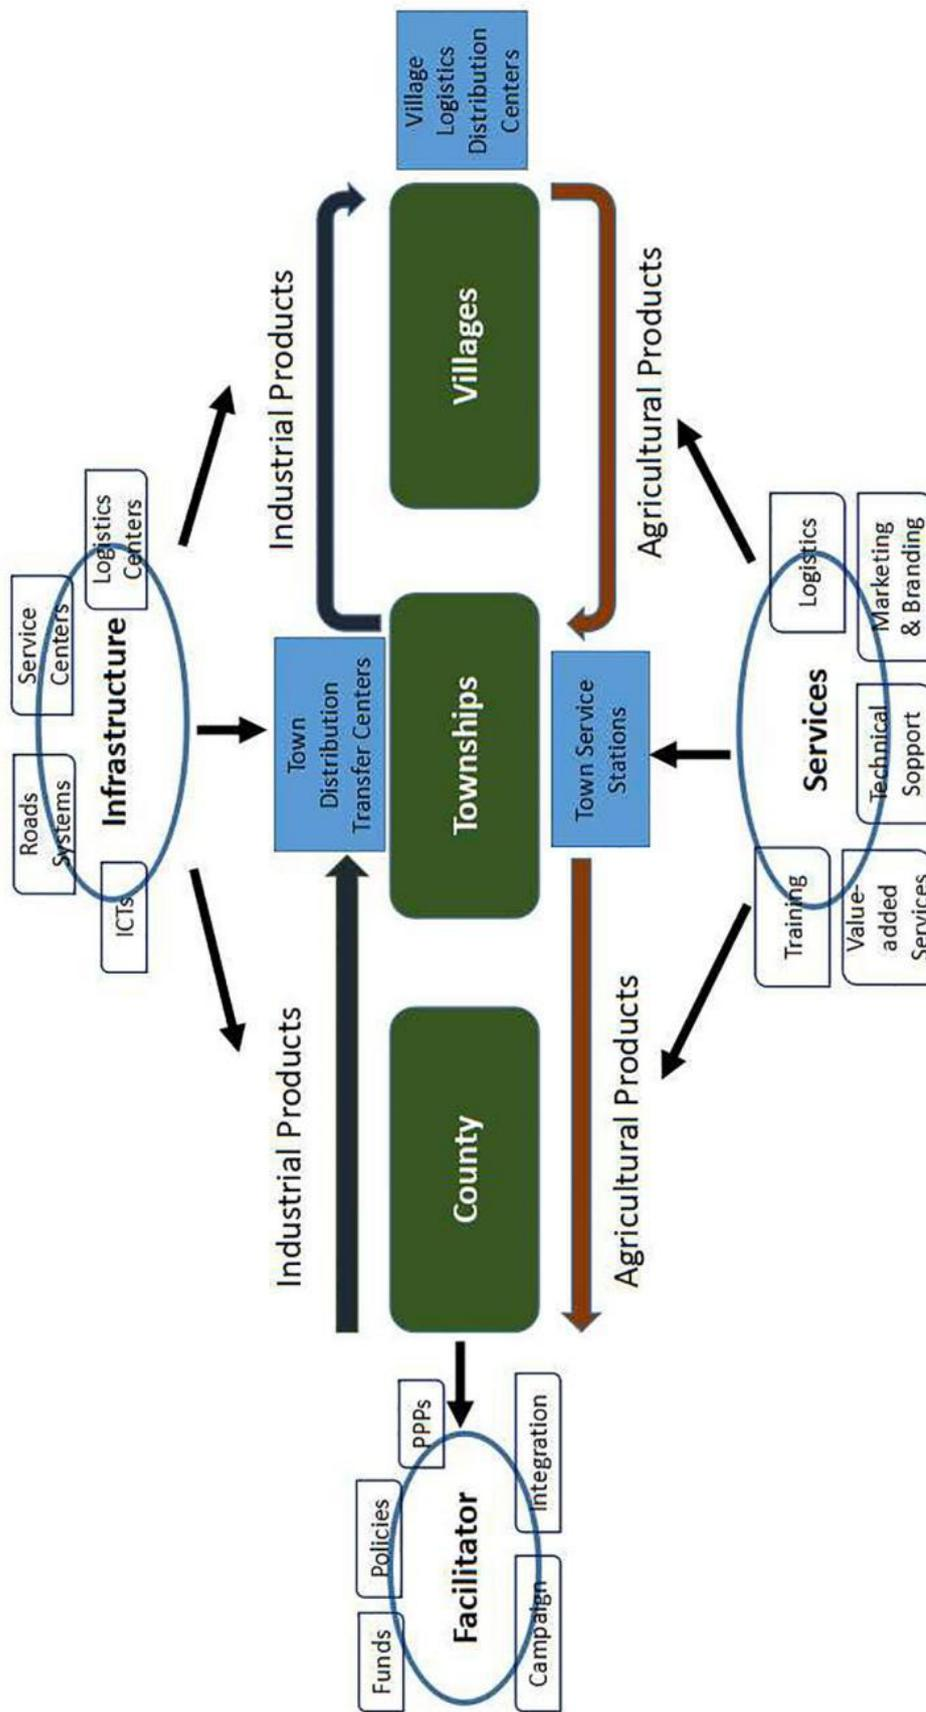 Roads
Systems
Service
Centers
ICTs
Infrastructure
Logistics
Centers
Industrial Products
Industrial Products
Town
Distribution
Transfer Centers
Funds
Policies
PPPs
Facilitator
Campaign
Integration
County
Townships
Villages
Village
Logistics
Distribution
Centers
Town Service
Stations
Agricultural Products
Agricultural Products
Training
Services
Logistics
Value-
added
Services
Technical
Sopport
Marketing
& Branding